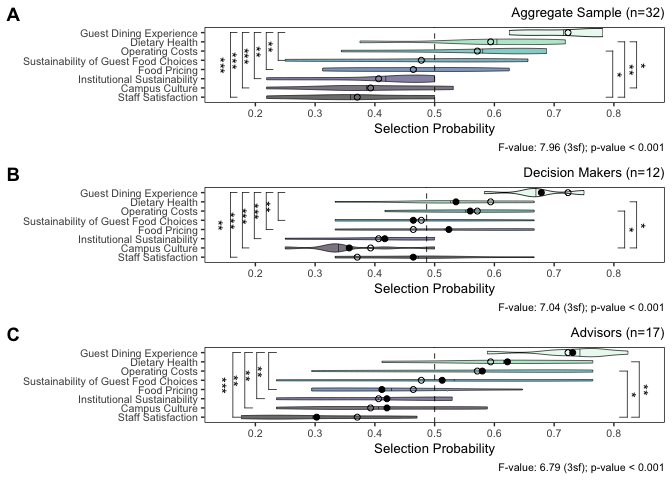 A
Aggregate Sample (n=32)
Guest Dining Experience
Dietary Health
Operating Costs
Sustainability of Guest Food Choices
Food Pricing
Institutional Sustainability
Campus Culture
Staff Satisfaction
*** **** *** ** **
* ** *
0.2 0.3 0.4 0.5 0.6 0.7 0.8
Selection Probability
F-value: 7.96 (3sf); p-value < 0.001
B
Decision Makers (n=12)
Guest Dining Experience
Dietary Health
Operating Costs
Sustainability of Guest Food Choices
Food Pricing
Institutional Sustainability
Campus Culture
Staff Satisfaction
* *
0.2 0.3 0.4 0.5 0.6 0.7 0.8
Selection Probability
F-value: 7.04 (3sf); p-value < 0.001
C
Advisors (n=17)
Guest Dining Experience
Dietary Health
Operating Costs
Sustainability of Guest Food Choices
Food Pricing
Institutional Sustainability
Campus Culture
Staff Satisfaction
*** ** ** **
* **
0.2 0.3 0.4 0.5 0.6 0.7 0.8
Selection Probability
F-value: 6.79 (3sf); p-value < 0.001